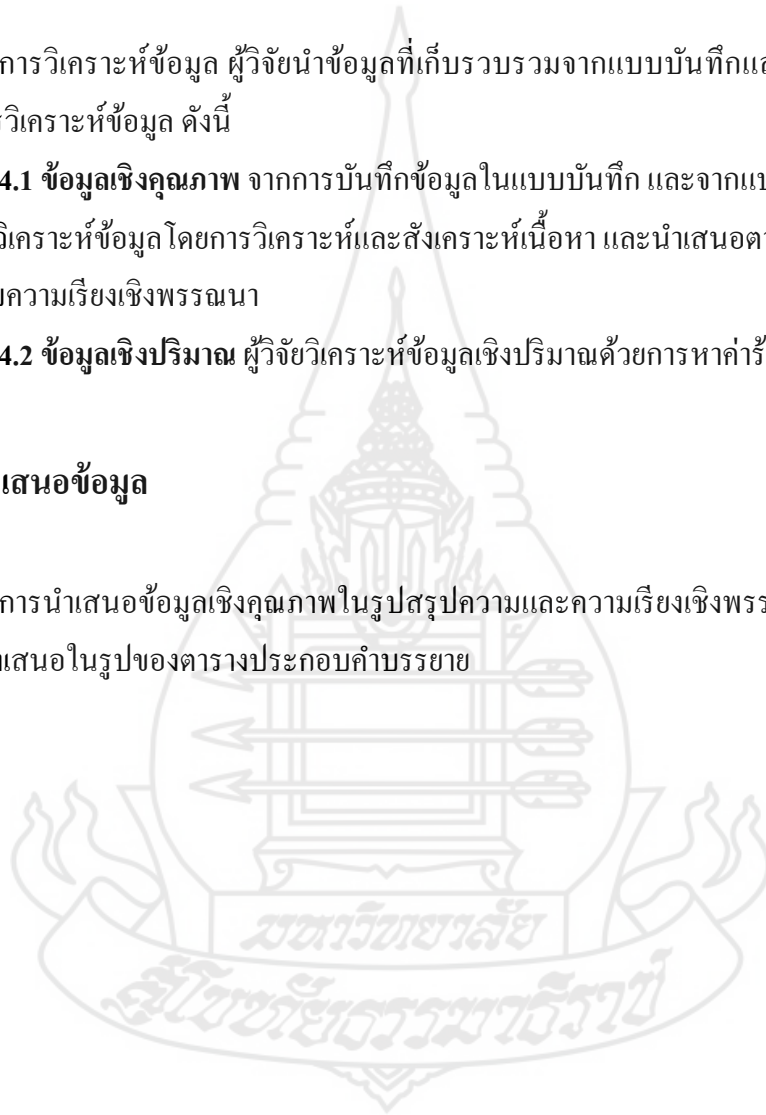 การวิเคราะห์ข้อมูล ผู้วิจัยนำข้อมูลที่เก็บรวบรวมจากแบบบันทึกแล
วิเคราะห์ข้อมูล ดังนี้
4.1 ข้อมูลเชิงคุณภาพ จากการบันทึกข้อมูลในแบบบันทึก และจากแบ
วิเคราะห์ข้อมูลโดยการวิเคราะห์และสังเคราะห์เนื้อหา และนำเสนอตา
ความเรียงเชิงพรรณนา
4.2 ข้อมูลเชิงปริมาณ ผู้วิจัยวิเคราะห์ข้อมูลเชิงปริมาณด้วยการหาค่าร้
เสนอข้อมูล
การนำเสนอข้อมูลเชิงคุณภาพในรูปสรุปความและความเรียงเชิงพรร
เสนอในรูปของตารางประกอบคำบรรยาย
มหาวิทยาลัย
สุโขทัยธรรมาธิราช